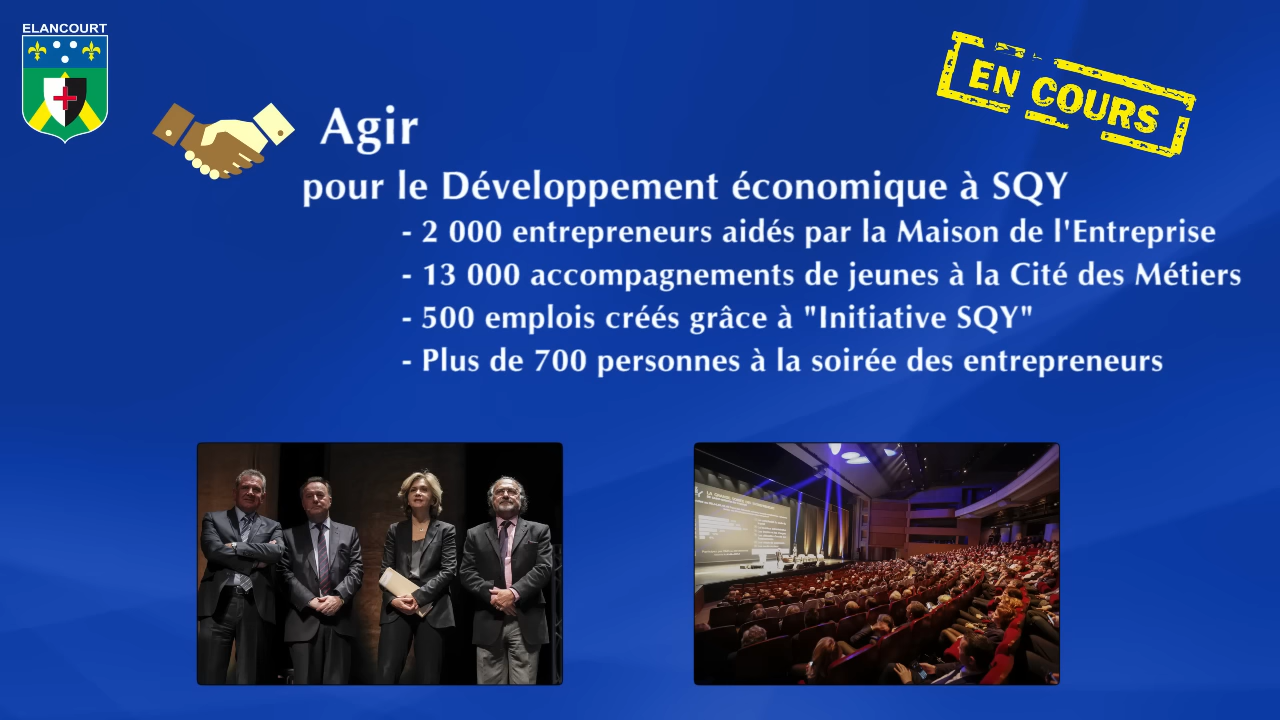 ELANCOURT
EN COURS
Agir
pour le Développement économique à SQY
- 2 000 entrepreneurs aidés par la Maison de l'Entreprise
- 13 000 accompagnements de jeunes à la Cité des Métiers
- 500 emplois créés grâce à "Initiative SQY"
- Plus de 700 personnes à la soirée des entrepreneurs